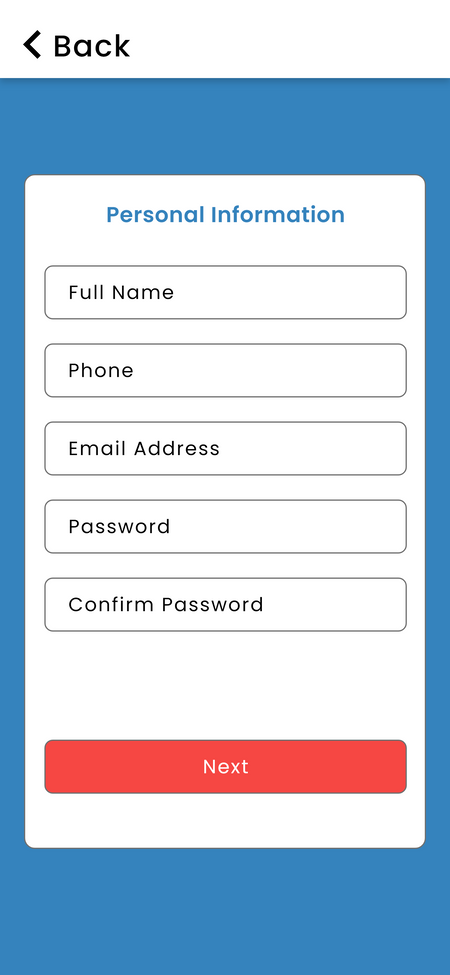 Back
Personal Information
Full Name
Phone
Email Address
Password
Confirm Password
Next